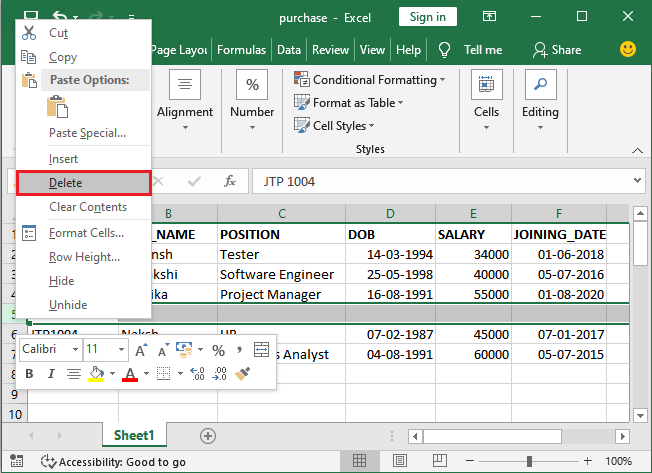 purchase - Excel
Sign in
Page Layou Formulas Data Review View Help Tell me Share
Cut
Copy
Paste Options:
Paste Special...
Insert
Delete
Clear Contents
Format Cells...
Row Height...
Hide
Unhide
Alignment
%
Number
Conditional Formatting
Format as Table
Cell Styles
Styles
Cells
Editing
fx JTP 1004
B C D E F
1 _NAME POSITION DOB SALARY JOINING_DATE
2 nsh Tester 14-03-1994 34000 01-06-2018
3 kshi Software Engineer 25-05-1998 40000 05-07-2016
4 ika Project Manager 16-08-1991 55000 01-08-2020
5
6 JTP1004 Naksh HR 07-02-1987 45000 07-01-2017
7 s Analyst 04-08-1991 60000 05-07-2015
8
Calibri 11 A A % ,
B I A .00 .00
9
10
Sheet1
Accessibility: Good to go
100%